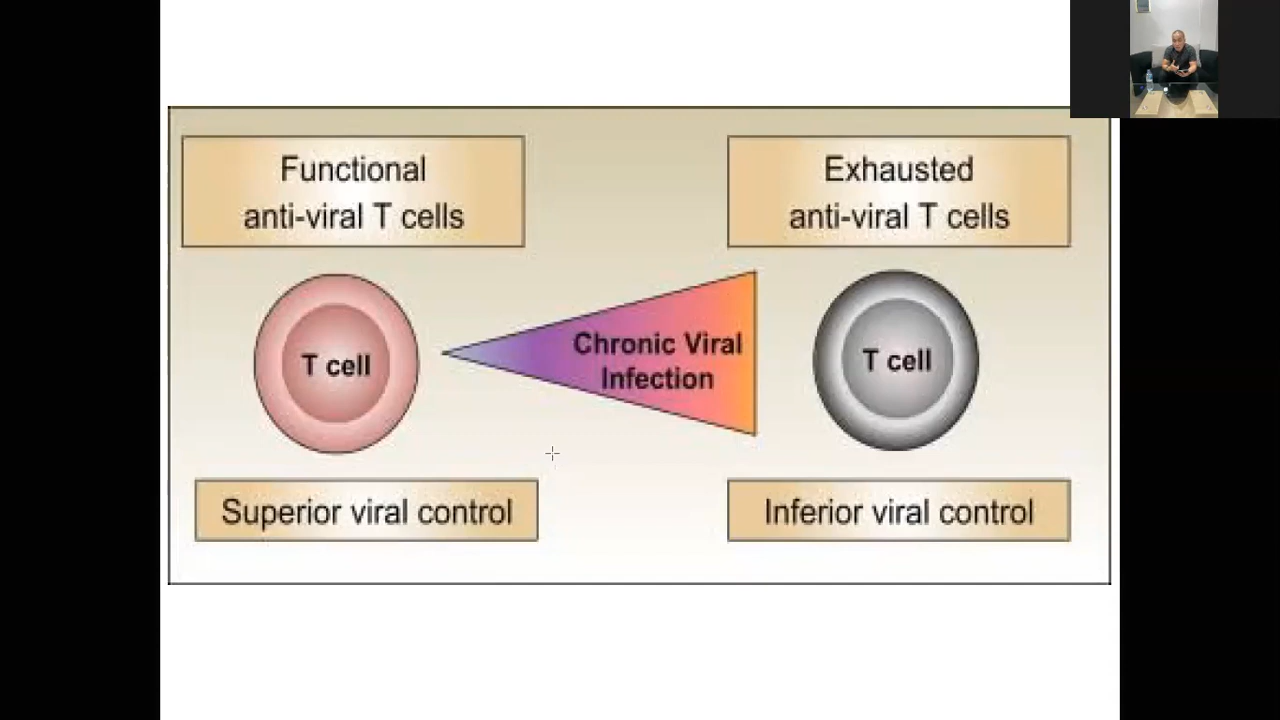 Functional
anti-viral T cells
Exhausted
anti-viral T cells
T cell
Chronic Viral
Infection
T cell
Superior viral control
Inferior viral control